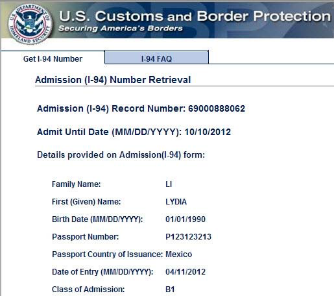 U.S. Customs and Border Protection
Securing America's Borders
Get I-94 Number I-94 FAQ
Admission (I-94) Number Retrieval
Admission (I-94) Record Number: 69000888062
Admit Until Date (MM/DD/YYYY): 10/10/2012
Details provided on Admission(I-94) form:
Family Name: LI
First (Given) Name: LYDIA
Birth Date (MM/DD/YYYY): 01/01/1990
Passport Number: P123123213
Passport Country of Issuance: Mexico
Date of Entry (MM/DD/YYYY): 04/11/2012
Class of Admission: B1